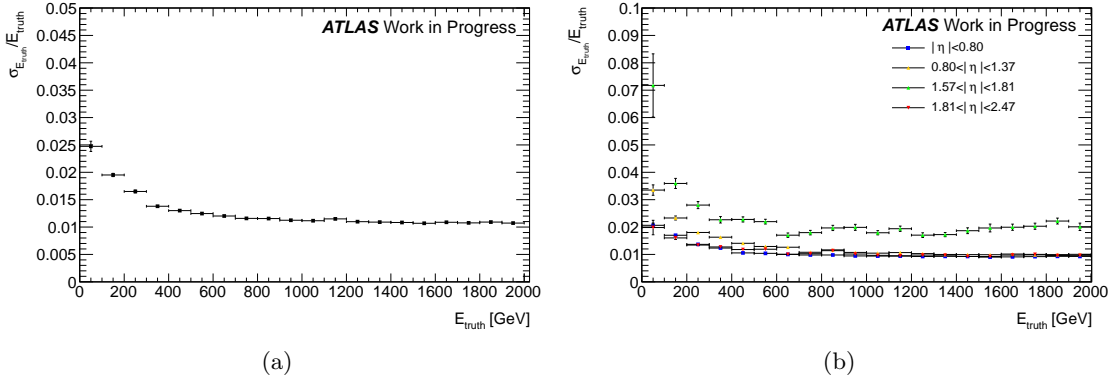 σ_E_truth/E_truth
0.05
0.045
0.04
0.035
0.03
0.025
0.02
0.015
0.01
0.005
0
ATLAS Work in Progress
0 200 400 600 800 1000 1200 1400 1600 1800 2000
E_truth [GeV]
(a)
σ_E_truth/E_truth
0.1
0.09
0.08
0.07
0.06
0.05
0.04
0.03
0.02
0.01
0
ATLAS Work in Progress
| η |<0.80
0.80<| η |<1.37
1.57<| η |<1.81
1.81<| η |<2.47
0 200 400 600 800 1000 1200 1400 1600 1800 2000
E_truth [GeV]
(b)